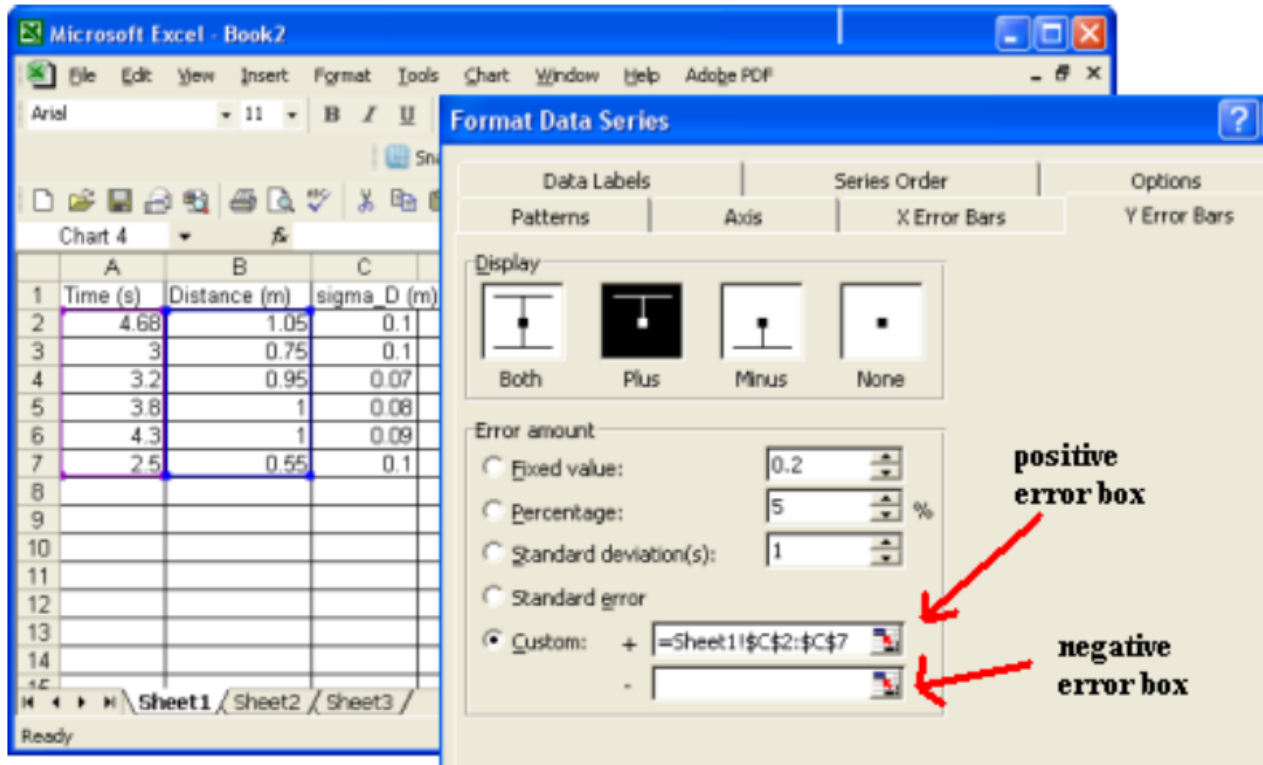 Microsoft Excel - Book2
File Edit View Insert Format Tools Chart Window Help Adobe PDF
Arial 11 B I U
Sna
Chart 4 fx
A B C
1 Time (s) Distance (m) sigma_D (m)
2 4.68 1.05 0.1
3 3 0.75 0.1
4 3.2 0.95 0.07
5 3.8 1 0.08
6 4.3 1 0.09
7 2.5 0.55 0.1
8
9
10
11
12
13
14
15
Sheet1 Sheet2 Sheet3
Ready
Format Data Series ?
Data Labels Series Order Options
Patterns Axis X Error Bars Y Error Bars
Display
Both Plus Minus None
Error amount
Fixed value: 0.2
Percentage: 5 %
Standard deviation(s): 1
Standard error
Custom: + =Sheet1!$C$2:$C$7
-
positive
error box
negative
error box